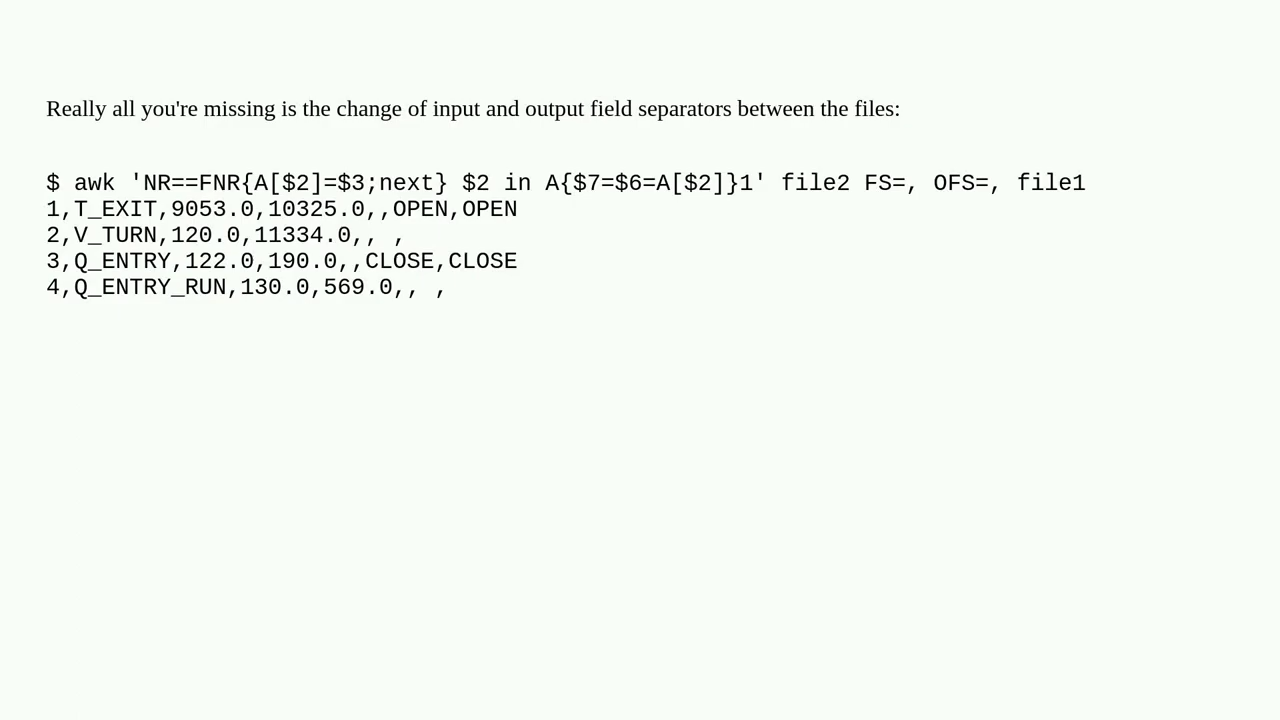 Really all you're missing is the change of input and output field separators between the files:
$ awk 'NR==FNR{A[$2]=$3;next} $2 in A{$7=$6=A[$2]}1' file2 FS=, OFS=, file1
1,T_EXIT,9053.0,10325.0,,OPEN,OPEN
2,V_TURN,120.0,11334.0,, ,
3,Q_ENTRY,122.0,190.0,,CLOSE,CLOSE
4,Q_ENTRY_RUN,130.0,569.0,, ,